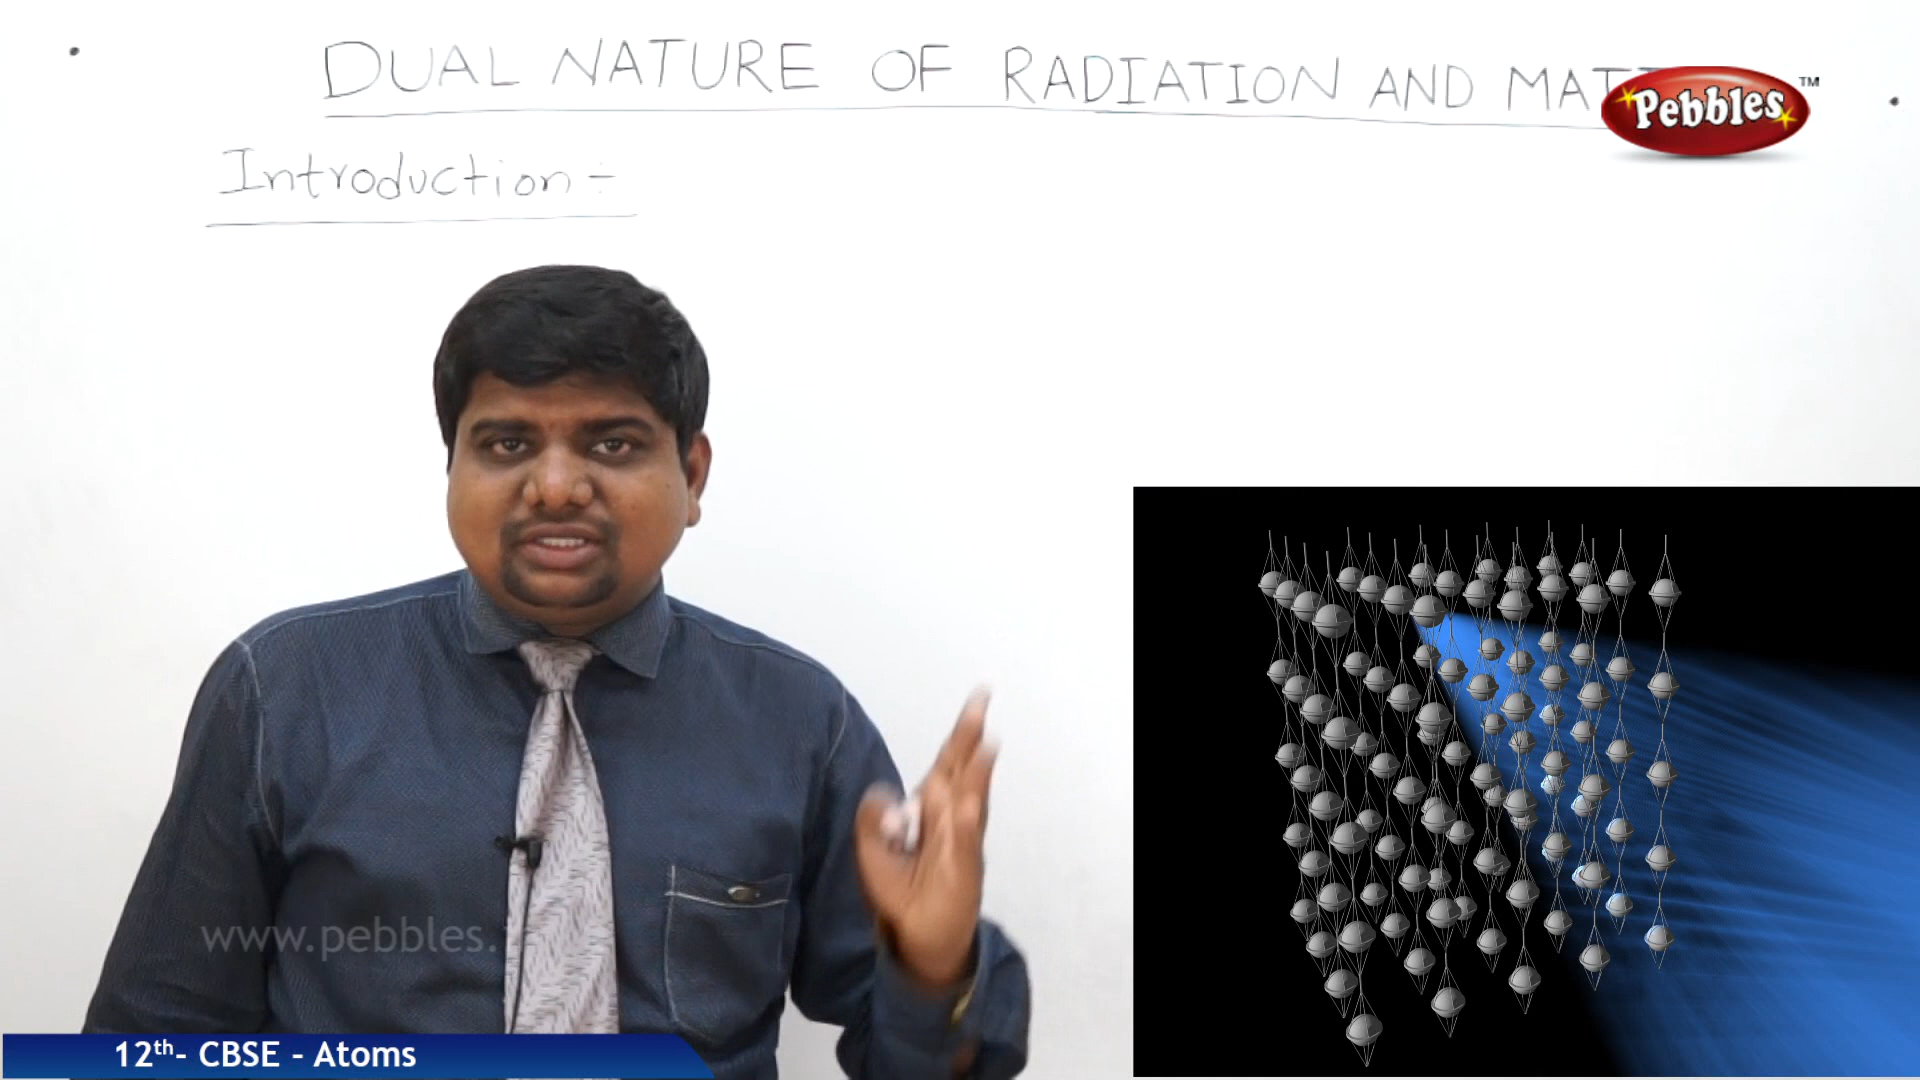 DUAL NATURE OF RADIATION AND MAT
Pebbles TM
Introduction :-
www.pebbles.
12th- CBSE - Atoms